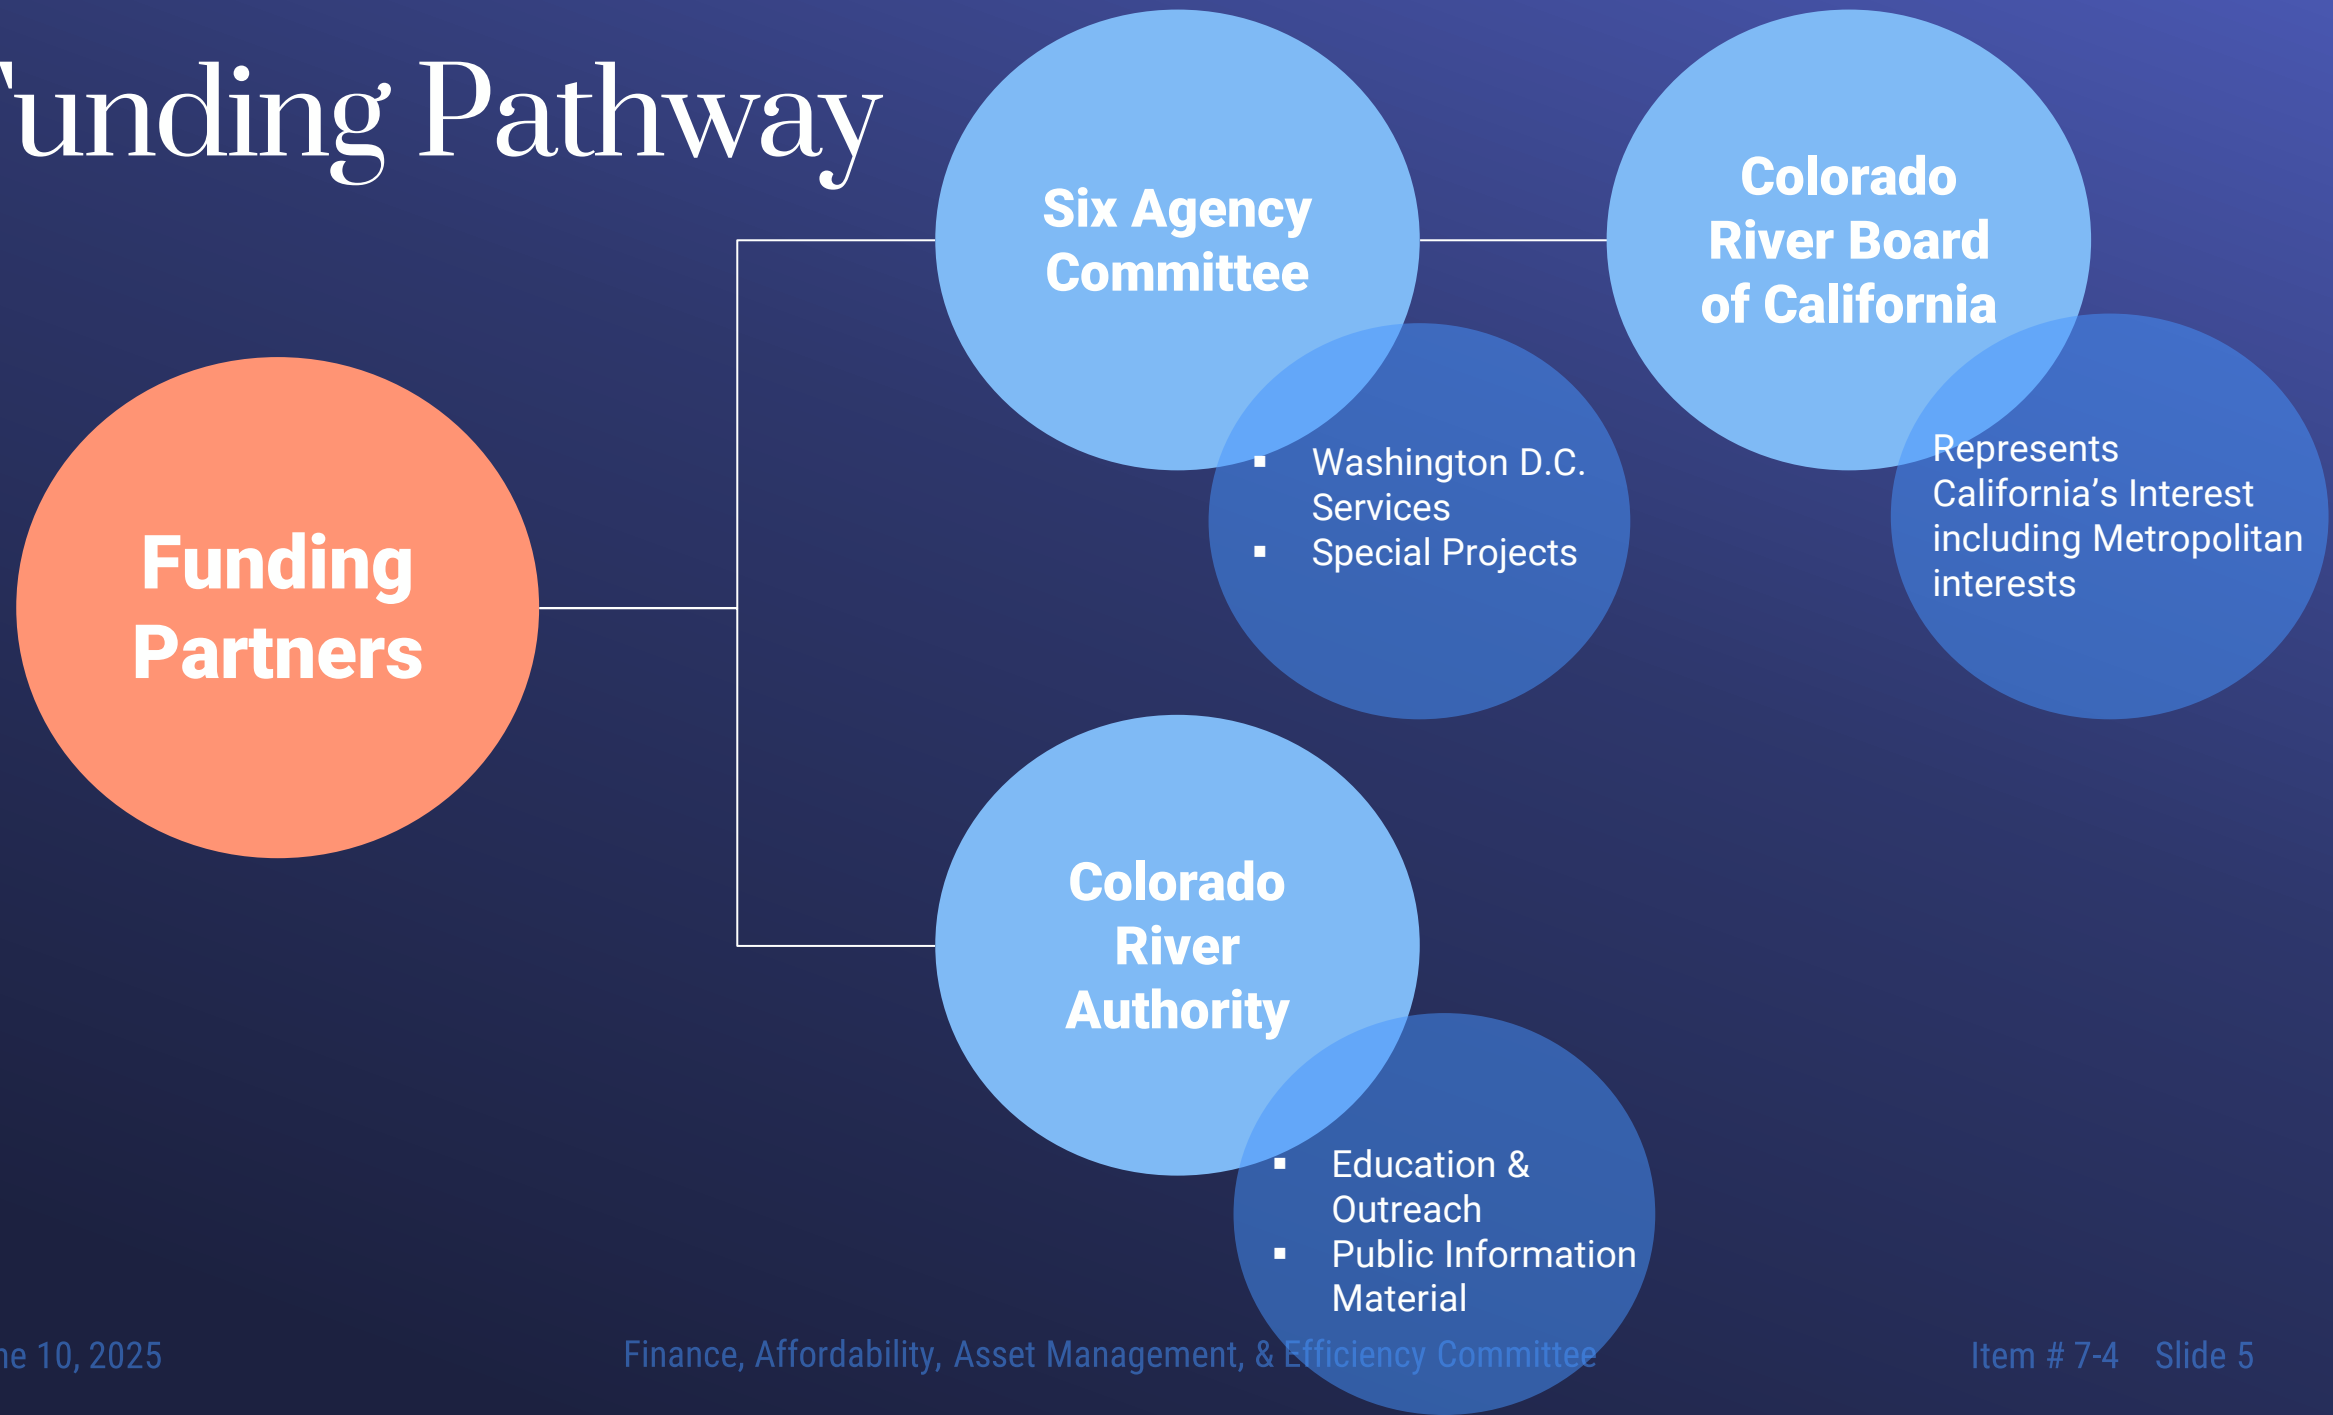 unding Pathway
Six Agency
Committee
Colorado
River Board
of California
▪ Washington D.C.
Services
▪ Special Projects
Represents
California’s Interest
including Metropolitan
interests
Funding
Partners
Colorado
River
Authority
▪ Education &
Outreach
▪ Public Information
Material
ne 10, 2025
Finance, Affordability, Asset Management, & Efficiency Committee
Item # 7-4 Slide 5